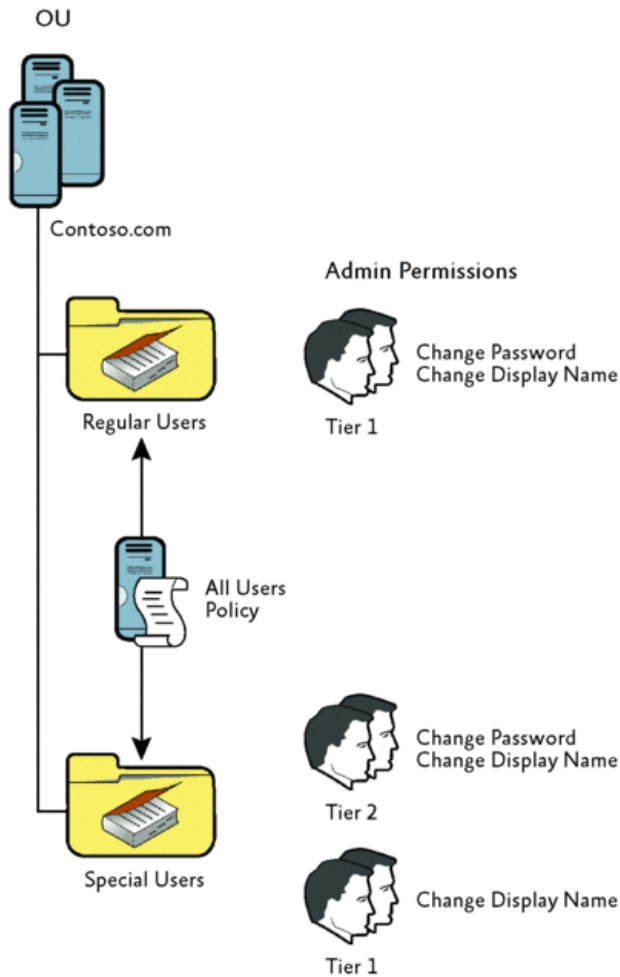 OU
Contoso.com
Admin Permissions
Change Password
Change Display Name
Regular Users
Tier 1
All Users
Policy
Change Password
Change Display Name
Tier 2
Special Users
Change Display Name
Tier 1